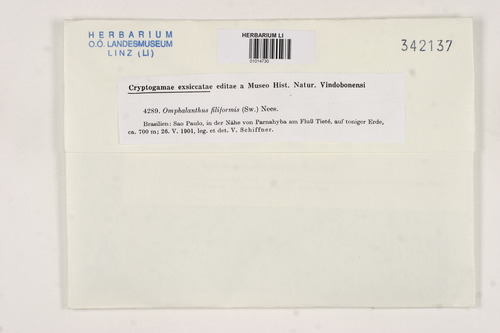 HERBARIUM
O.Ö. LANDESMUSEUM
LINZ (LI)
HERBARIUM LI
01014730
342137
Cryptogamae exsiccatae editae a Museo Hist. Natur. Vindobonensi
4289. Omphalanthus filiformis (Sw.) Nees.
Brasilien: Sao Paulo, in der Nähe von Parnahyba am Fluß Tieté, auf toniger Erde,
ca. 700 m; 26. V. 1901, leg. et det. V. Schiffner.